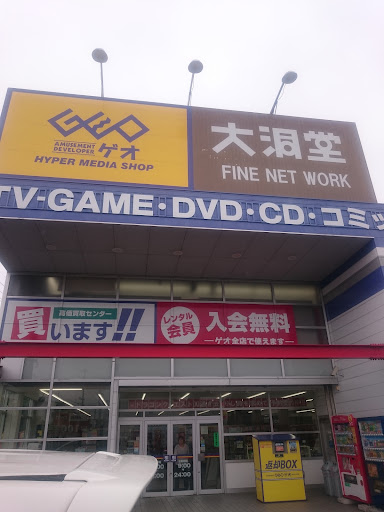 GEO
AMUSEMENT
DEVELOPER
ゲオ
HYPER MEDIA SHOP
大洞堂
FINE NET WORK
TV-GAME・DVD・CD・コミッ
高価買取センター
買います!!
レンタル
会員
入会無料
ゲオ全店で使えます
24:00
返却BOX